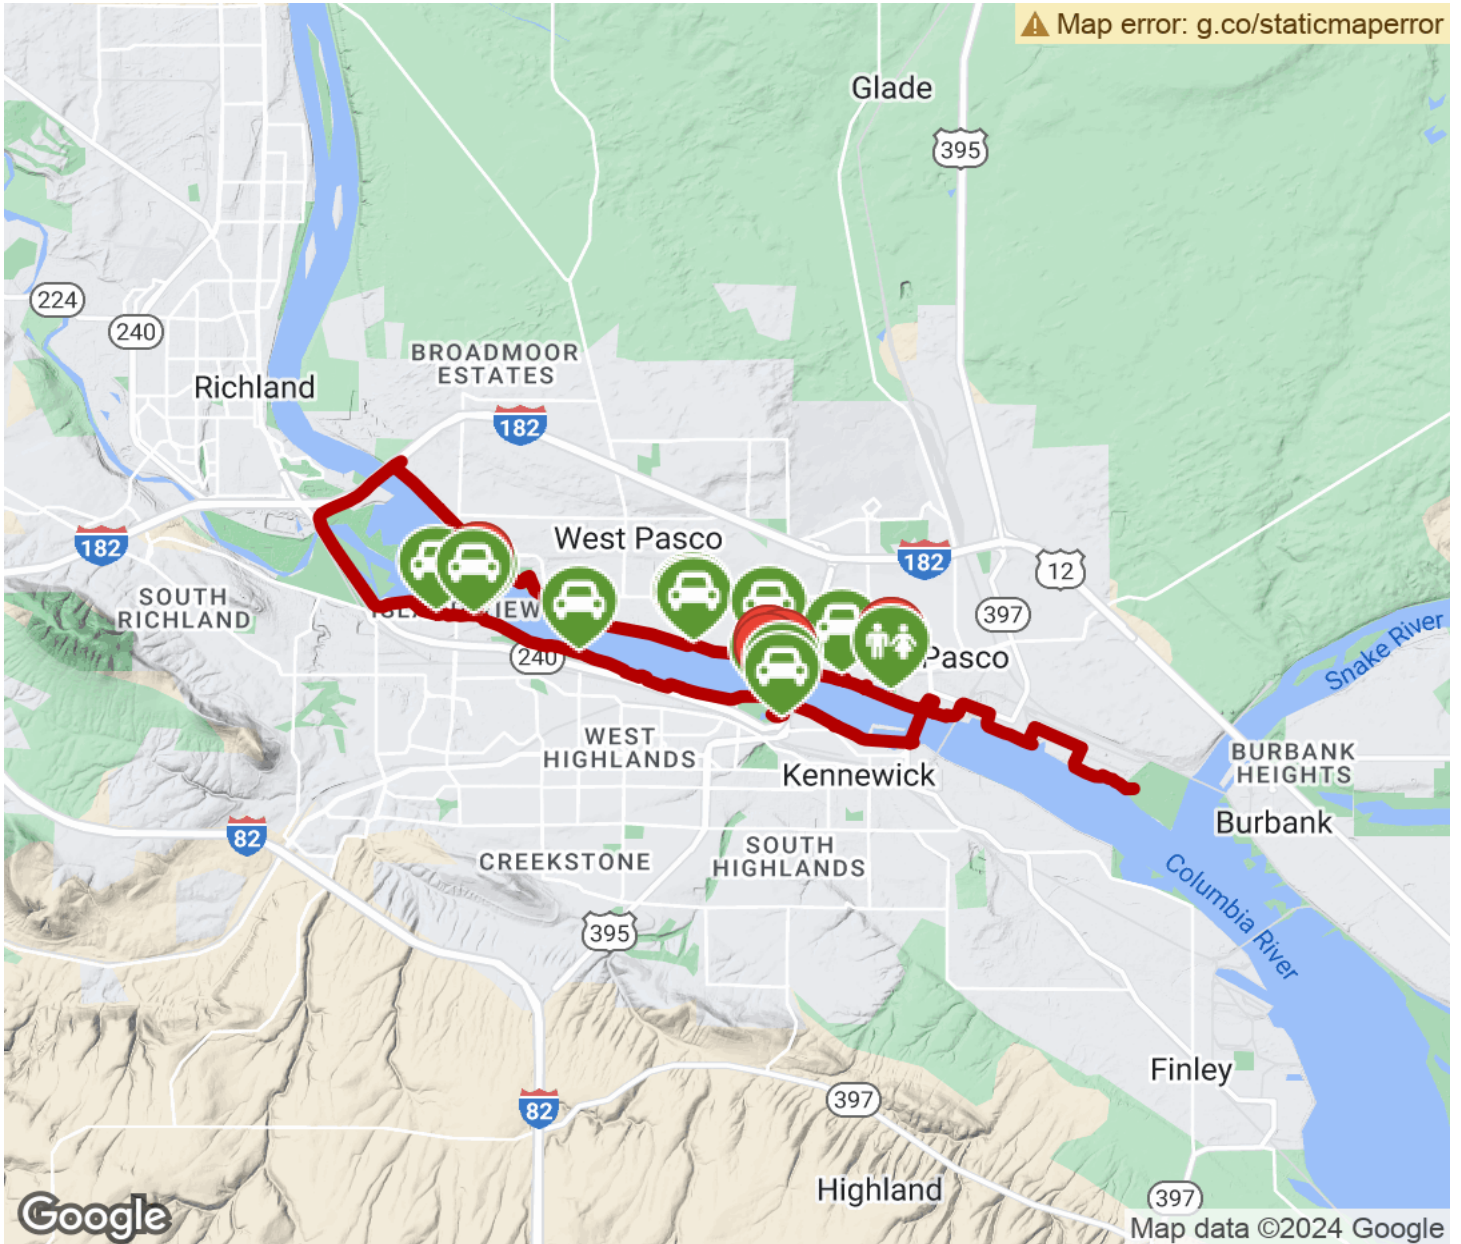 Map error: g.co/staticmaperror
Glade
395
224
240
BROADMOOR
ESTATES
Richland
182
West Pasco
182
182
12
SOUTH
RICHLAND
397
240
Pasco
Snake River
WEST
HIGHLANDS
Kennewick
BURBANK
HEIGHTS
Burbank
82
CREEKSTONE
SOUTH
HIGHLANDS
Columbia River
395
Finley
82
397
Highland
397
Google
Map data ©2024 Google